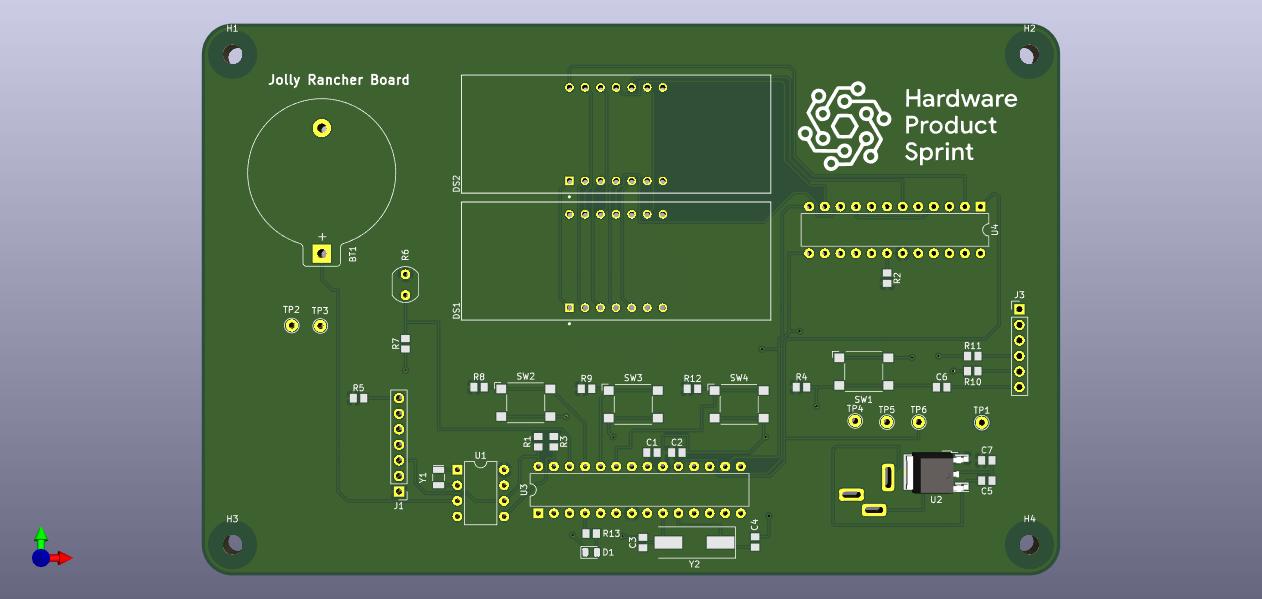 H1
H2
Jolly Rancher Board
Hardware
Product
Sprint
DS2
+
BT1
R6
U4
R2
DS1
J3
TP2
TP3
R7
R11
R10
R8
SW2
R9
SW3
R12
SW4
R4
SW1
C6
R5
TP4
TP5
TP6
TP1
R1
R3
C1
C2
U1
Y1
C7
C5
U2
U3
J1
H3
R13
D1
C3
C4
Y2
H4